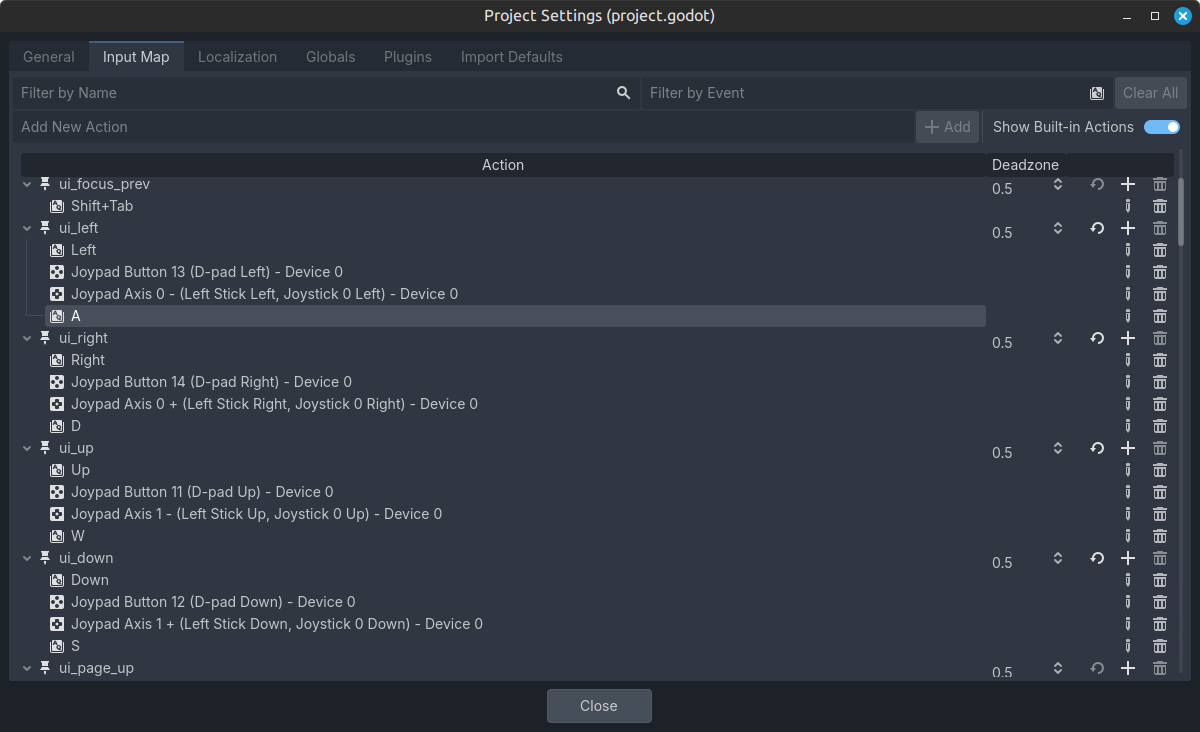 Project Settings (project.godot)
General Input Map Localization Globals Plugins Import Defaults
Filter by Name Filter by Event Clear All
Add New Action Add Show Built-in Actions
Action Deadzone
ui_focus_prev 0.5
Shift+Tab
ui_left 0.5
Left
Joypad Button 13 (D-pad Left) - Device 0
Joypad Axis 0 - (Left Stick Left, Joystick 0 Left) - Device 0
A
ui_right 0.5
Right
Joypad Button 14 (D-pad Right) - Device 0
Joypad Axis 0 + (Left Stick Right, Joystick 0 Right) - Device 0
D
ui_up 0.5
Up
Joypad Button 11 (D-pad Up) - Device 0
Joypad Axis 1 - (Left Stick Up, Joystick 0 Up) - Device 0
W
ui_down 0.5
Down
Joypad Button 12 (D-pad Down) - Device 0
Joypad Axis 1 + (Left Stick Down, Joystick 0 Down) - Device 0
S
ui_page_up 0.5
Close